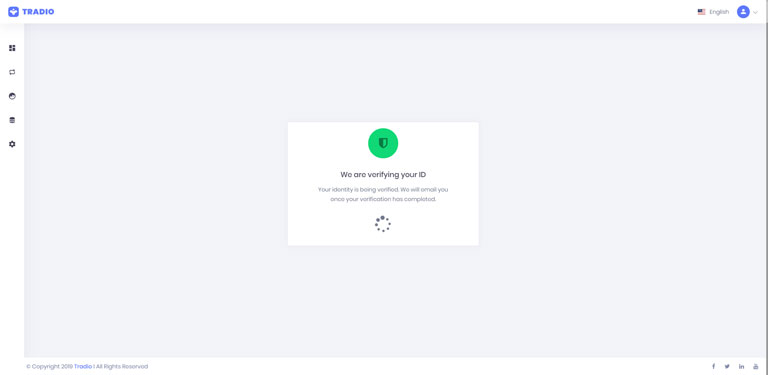 TRADIO
English
We are verifying your ID
Your identity is being verified. We will email you
once your verification has completed.
© Copyright 2019 Tradio I All Rights Reserved